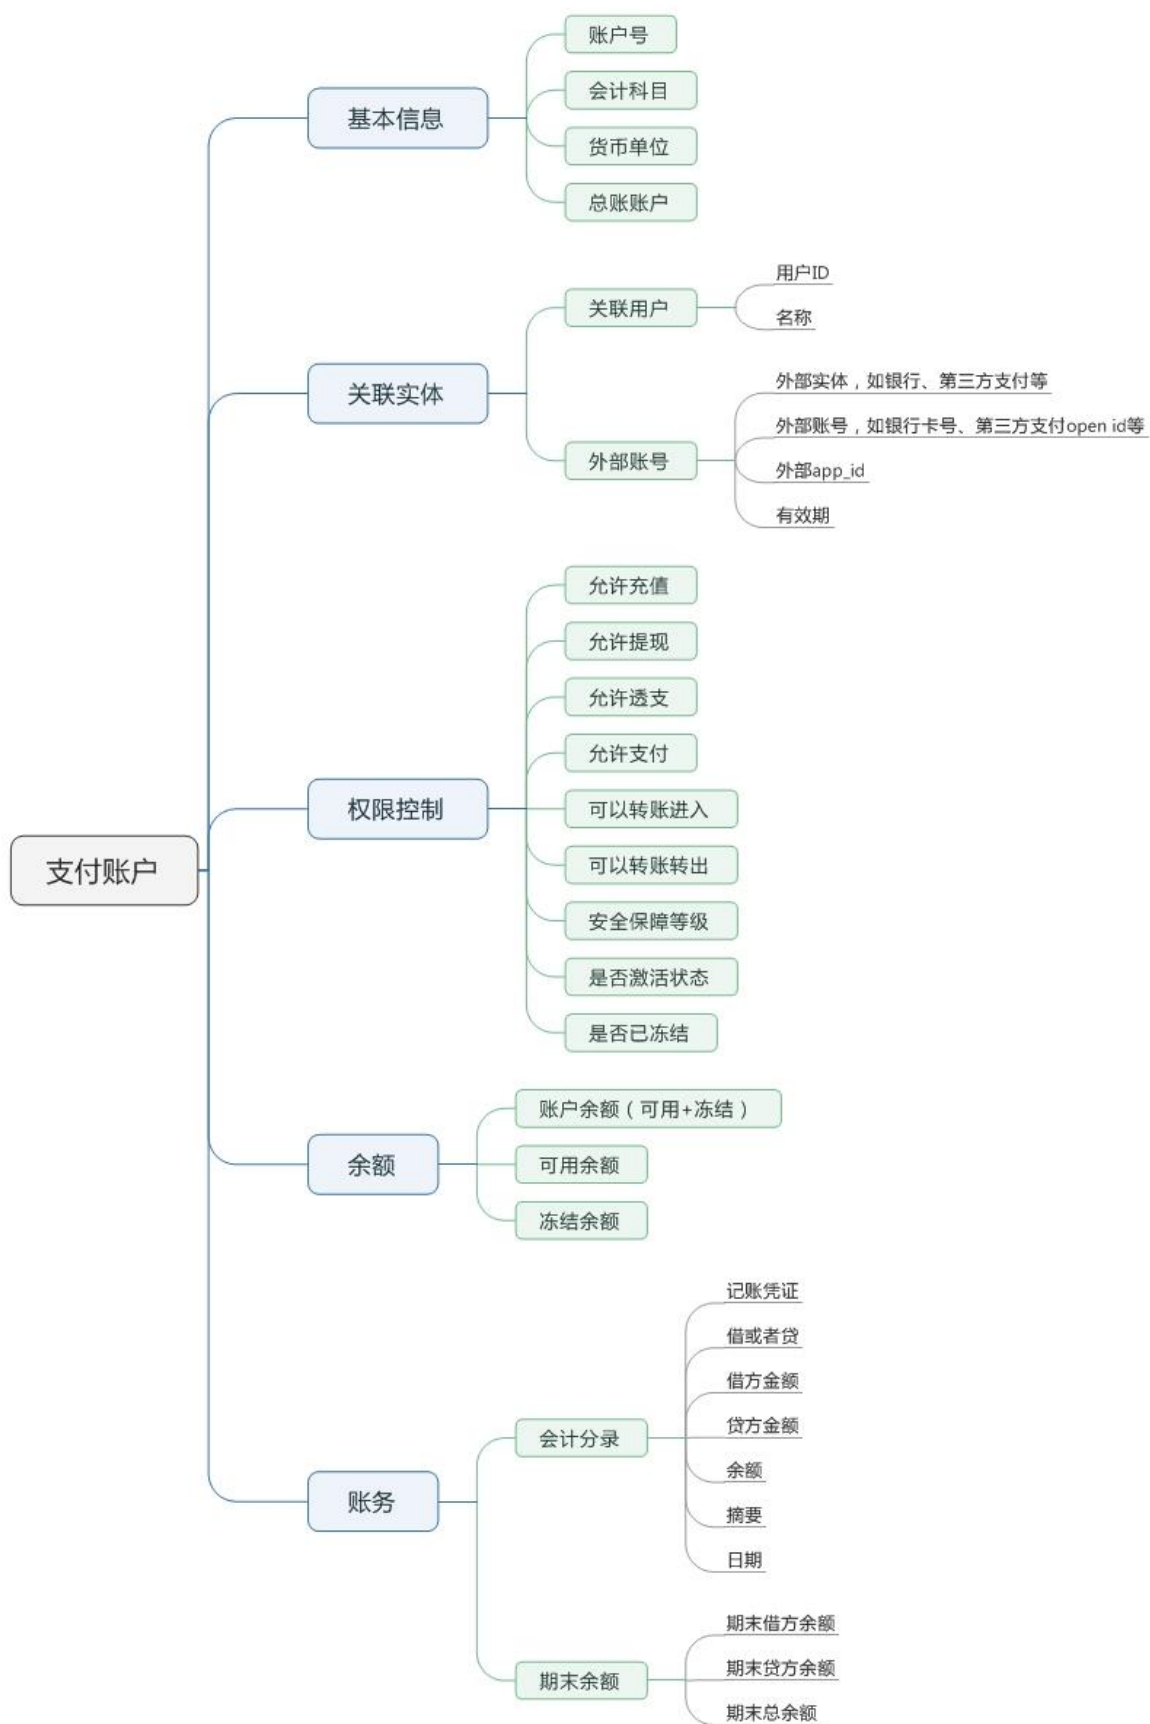 支付账户
基本信息
账户号
会计科目
货币单位
总账账户
关联实体
关联用户
用户ID
名称
外部账号
外部实体，如银行、第三方支付等
外部账号，如银行卡号、第三方支付open id等
外部app_id
有效期
权限控制
允许充值
允许提现
允许透支
允许支付
可以转账进入
可以转账转出
安全保障等级
是否激活状态
是否已冻结
余额
账户余额（可用+冻结）
可用余额
冻结余额
账务
会计分录
记账凭证
借或者贷
借方金额
贷方金额
余额
摘要
日期
期末余额
期末借方余额
期末贷方余额
期末总余额